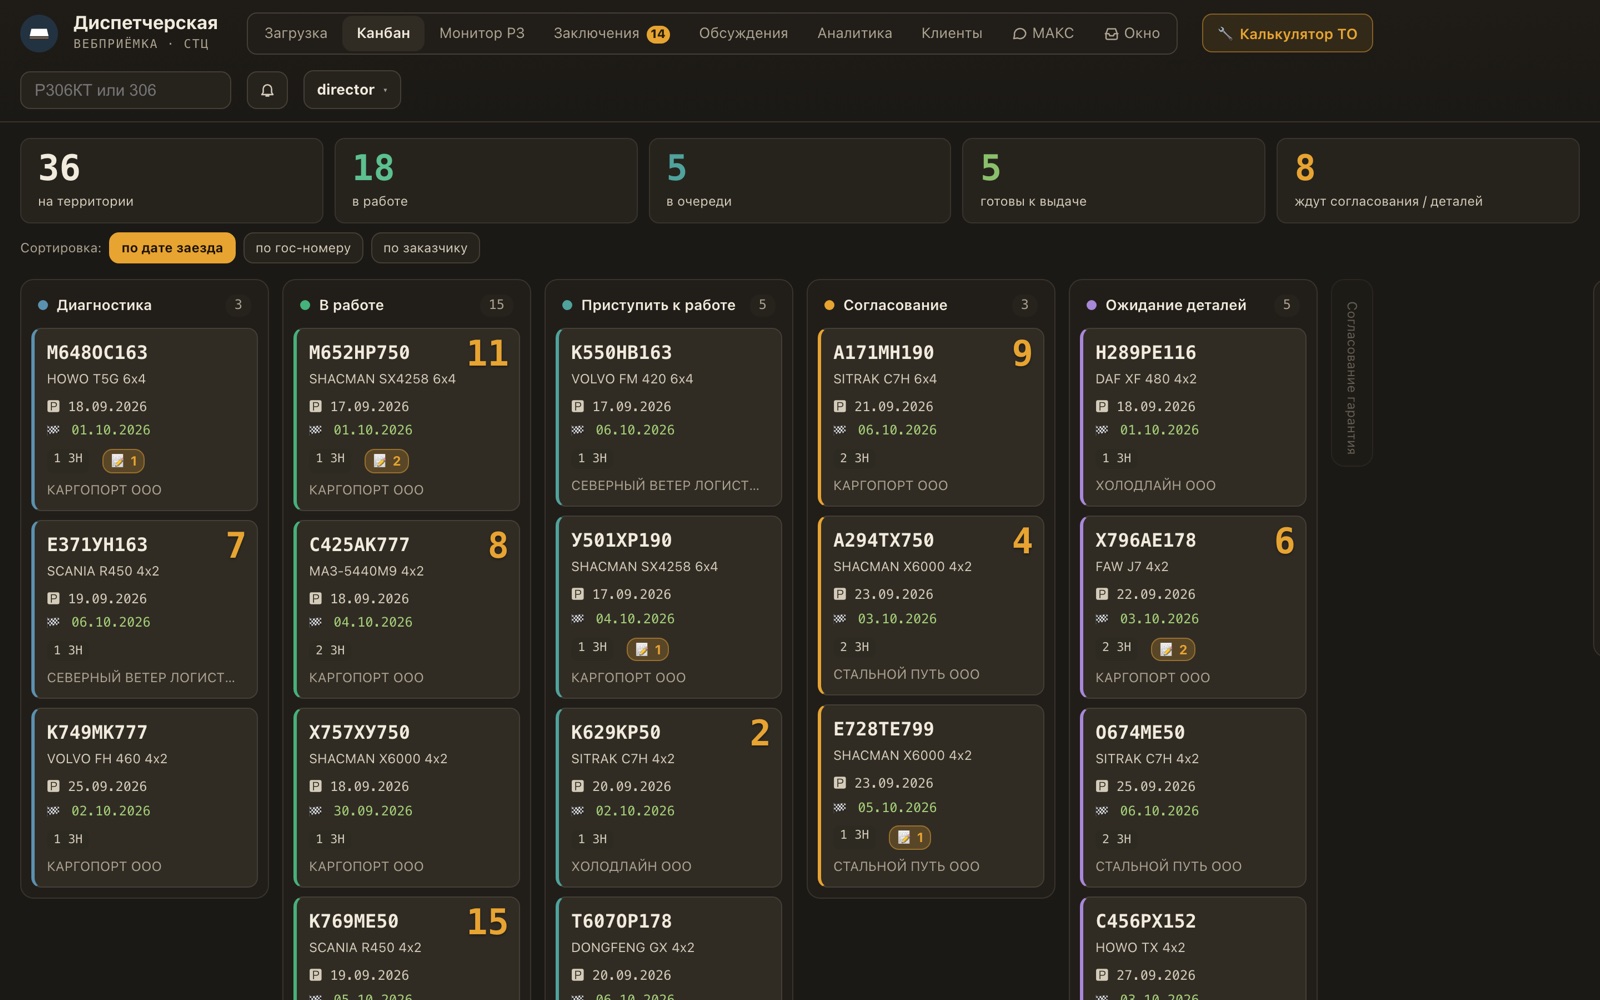 Диспетчерская
ВЕБПРИЁМКА · СТЦ
Загрузка
Канбан
Монитор РЗ
Заключения 14
Обсуждения
Аналитика
Клиенты
МАКС
Окно
Калькулятор ТО
Р306КТ или 306
director
36
на территории
18
в работе
5
в очереди
5
готовы к выдаче
8
ждут согласования / деталей
Сортировка:
по дате заезда
по гос-номеру
по заказчику
Диагностика 3
М648ОС163
HOWO T5G 6x4
18.09.2026
01.10.2026
1 ЗН
1
КАРГОПОРТ ООО
Е371УН163
7
SCANIA R450 4x2
19.09.2026
06.10.2026
1 ЗН
СЕВЕРНЫЙ ВЕТЕР ЛОГИСТ…
К749МК777
VOLVO FH 460 4x2
25.09.2026
02.10.2026
1 ЗН
КАРГОПОРТ ООО
В работе 15
М652НР750
11
SHACMAN SX4258 6x4
17.09.2026
01.10.2026
1 ЗН
2
КАРГОПОРТ ООО
С425АК777
8
МАЗ-5440М9 4x2
18.09.2026
04.10.2026
2 ЗН
КАРГОПОРТ ООО
Х757ХУ750
SHACMAN X6000 4x2
18.09.2026
30.09.2026
1 ЗН
КАРГОПОРТ ООО
К769МЕ50
15
SCANIA R450 4x2
19.09.2026
05.10.2026
Приступить к работе 5
К550НВ163
VOLVO FM 420 6x4
17.09.2026
06.10.2026
1 ЗН
СЕВЕРНЫЙ ВЕТЕР ЛОГИСТ…
У501ХР190
SHACMAN SX4258 6x4
17.09.2026
04.10.2026
1 ЗН
1
КАРГОПОРТ ООО
К629КР50
2
SITRAK C7H 4x2
20.09.2026
02.10.2026
1 ЗН
ХОЛОДЛАЙН ООО
Т607ОР178
DONGFENG GX 4x2
20.09.2026
06.10.2026
Согласование 3
А171МН190
9
SITRAK C7H 6x4
21.09.2026
06.10.2026
2 ЗН
КАРГОПОРТ ООО
А294ТХ750
4
SHACMAN X6000 4x2
23.09.2026
03.10.2026
2 ЗН
СТАЛЬНОЙ ПУТЬ ООО
Е728ТЕ799
SHACMAN X6000 4x2
23.09.2026
05.10.2026
1 ЗН
1
СТАЛЬНОЙ ПУТЬ ООО
Ожидание деталей 5
Н289РЕ116
DAF XF 480 4x2
18.09.2026
01.10.2026
1 ЗН
ХОЛОДЛАЙН ООО
Х796АЕ178
6
FAW J7 4x2
22.09.2026
03.10.2026
2 ЗН
2
КАРГОПОРТ ООО
О674МЕ50
SITRAK C7H 4x2
25.09.2026
06.10.2026
2 ЗН
СТАЛЬНОЙ ПУТЬ ООО
С456РХ152
HOWO TX 4x2
27.09.2026
03.10.2026
Согласование гарантия